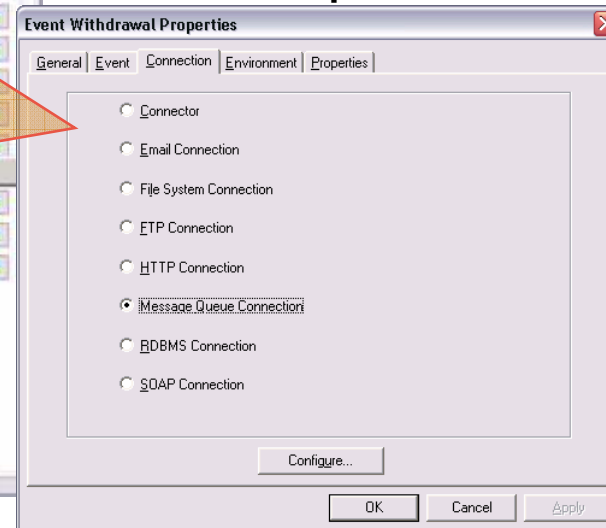 Event Withdrawal Properties
General Event Connection Environment Properties
Connector
Email Connection
File System Connection
FTP Connection
HTTP Connection
Message Queue Connection
RDBMS Connection
SOAP Connection
Configure...
OK Cancel Apply